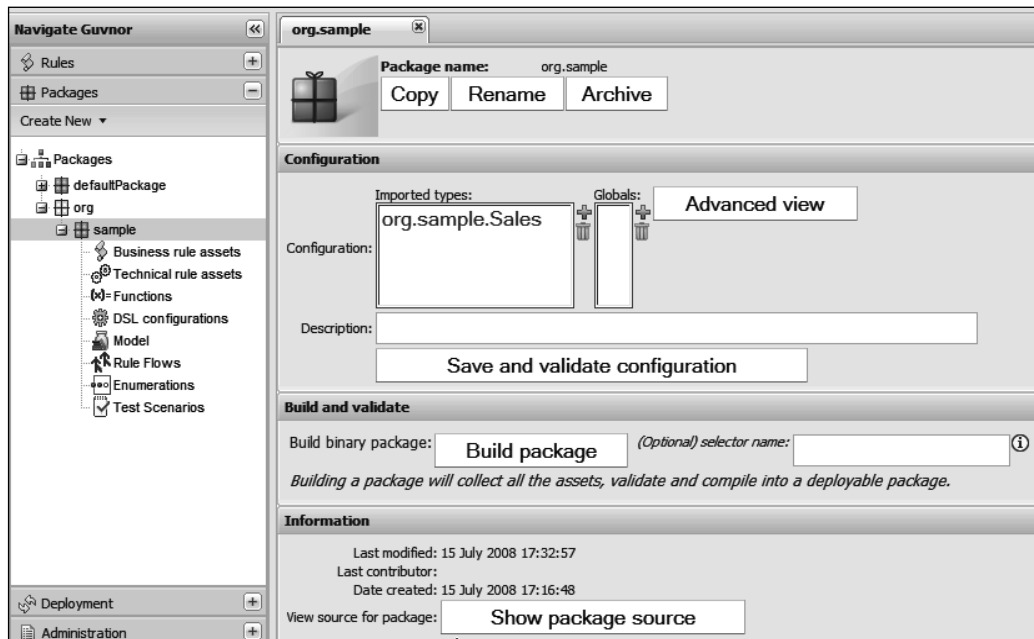 Navigate Guvnor
Rules
Packages
Create New
Packages
defaultPackage
org
sample
Business rule assets
Technical rule assets
(x)= Functions
DSL configurations
Model
Rule Flows
Enumerations
Test Scenarios
Deployment
Administration
org.sample
Package name: org.sample
Copy Rename Archive
Configuration
Imported types: Globals:
Advanced view
org.sample.Sales
Configuration:
Description:
Save and validate configuration
Build and validate
Build binary package: Build package (Optional) selector name:
Building a package will collect all the assets, validate and compile into a deployable package.
Information
Last modified: 15 July 2008 17:32:57
Last contributor:
Date created: 15 July 2008 17:16:48
View source for package: Show package source